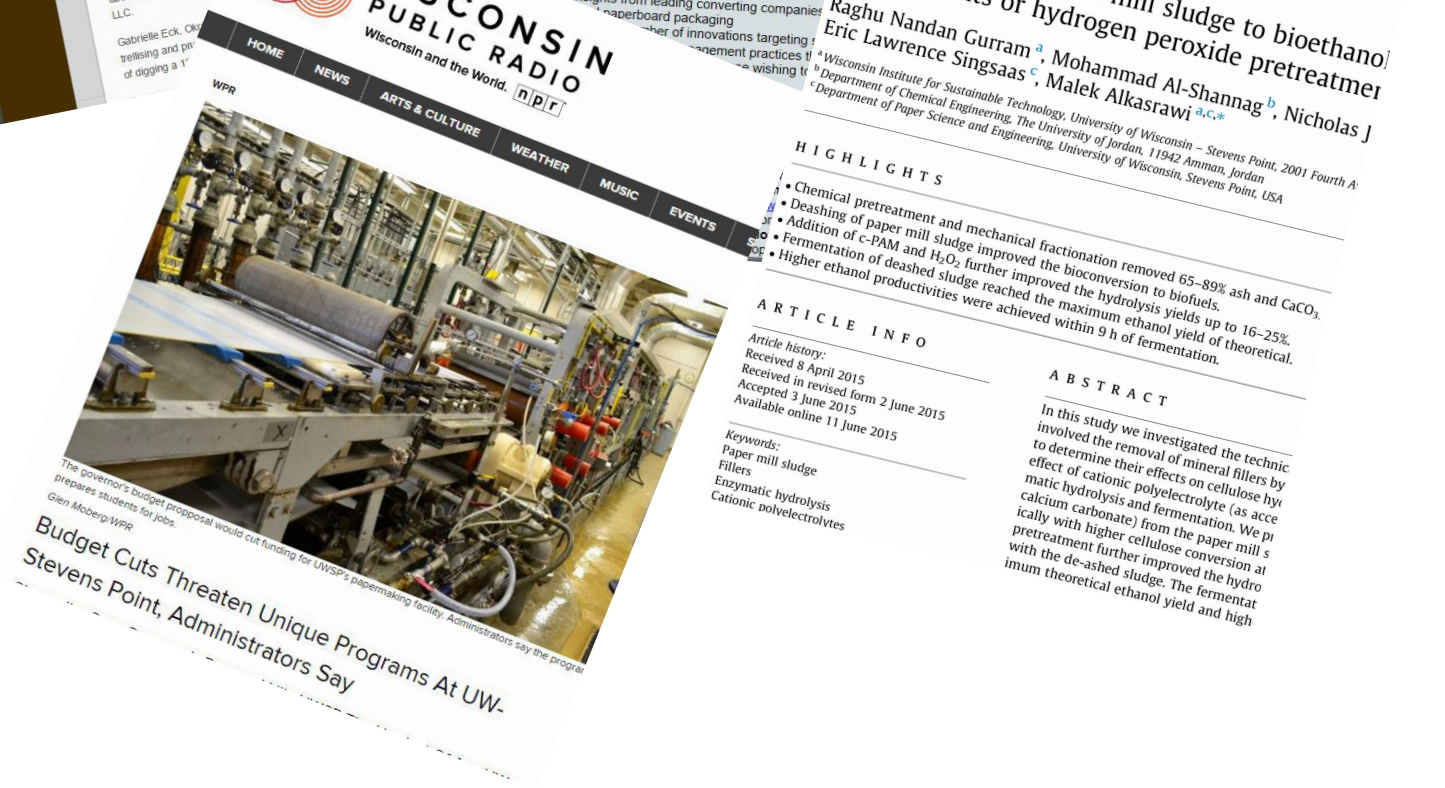 LLC.
Gabrielle Eck, Ok
trellising and pr
of digging a 1
from leading converting companies
paperboard packaging
of innovations targeting
practices
wishing to
CONSIN
PUBLIC RADIO
Wisconsin and the World. npr
HOME NEWS ARTS & CULTURE WEATHER MUSIC EVENTS S
WPR
X
The governor's budget propposal would cut funding for UWSP's papermaking facility. Administrators say the progra
prepares students for jobs.
Glen Moberg/WPR
Budget Cuts Threaten Unique Programs At UW-
Stevens Point, Administrators Say
mill sludge to bioethanol
of hydrogen peroxide pretreatmen
Raghu Nandan Gurram a, Mohammad Al-Shannag b, Nicholas J
Eric Lawrence Singsaas c, Malek Alkasrawi a,c,*
a Wisconsin Institute for Sustainable Technology, University of Wisconsin – Stevens Point, 2001 Fourth A
b Department of Chemical Engineering, The University of Jordan, 11942 Amman, Jordan
c Department of Paper Science and Engineering, University of Wisconsin, Stevens Point, USA
HIGHLIGHTS
• Chemical pretreatment and mechanical fractionation removed 65–89% ash and CaCO3.
• Deashing of paper mill sludge improved the bioconversion to biofuels.
• Addition of c-PAM and H2O2 further improved the hydrolysis yields up to 16–25%.
• Fermentation of deashed sludge reached the maximum ethanol yield of theoretical.
• Higher ethanol productivities were achieved within 9 h of fermentation.
ARTICLE INFO
Article history:
Received 8 April 2015
Received in revised form 2 June 2015
Accepted 3 June 2015
Available online 11 June 2015
Keywords:
Paper mill sludge
Fillers
Enzymatic hydrolysis
Cationic polyelectrolytes
ABSTRACT
In this study we investigated the technic
involved the removal of mineral fillers by
to determine their effects on cellulose hy
effect of cationic polyelectrolyte (as acce
matic hydrolysis and fermentation. We p
calcium carbonate) from the paper mill s
ically with higher cellulose conversion a
pretreatment further improved the hydro
with the de-ashed sludge. The fermentat
imum theoretical ethanol yield and high